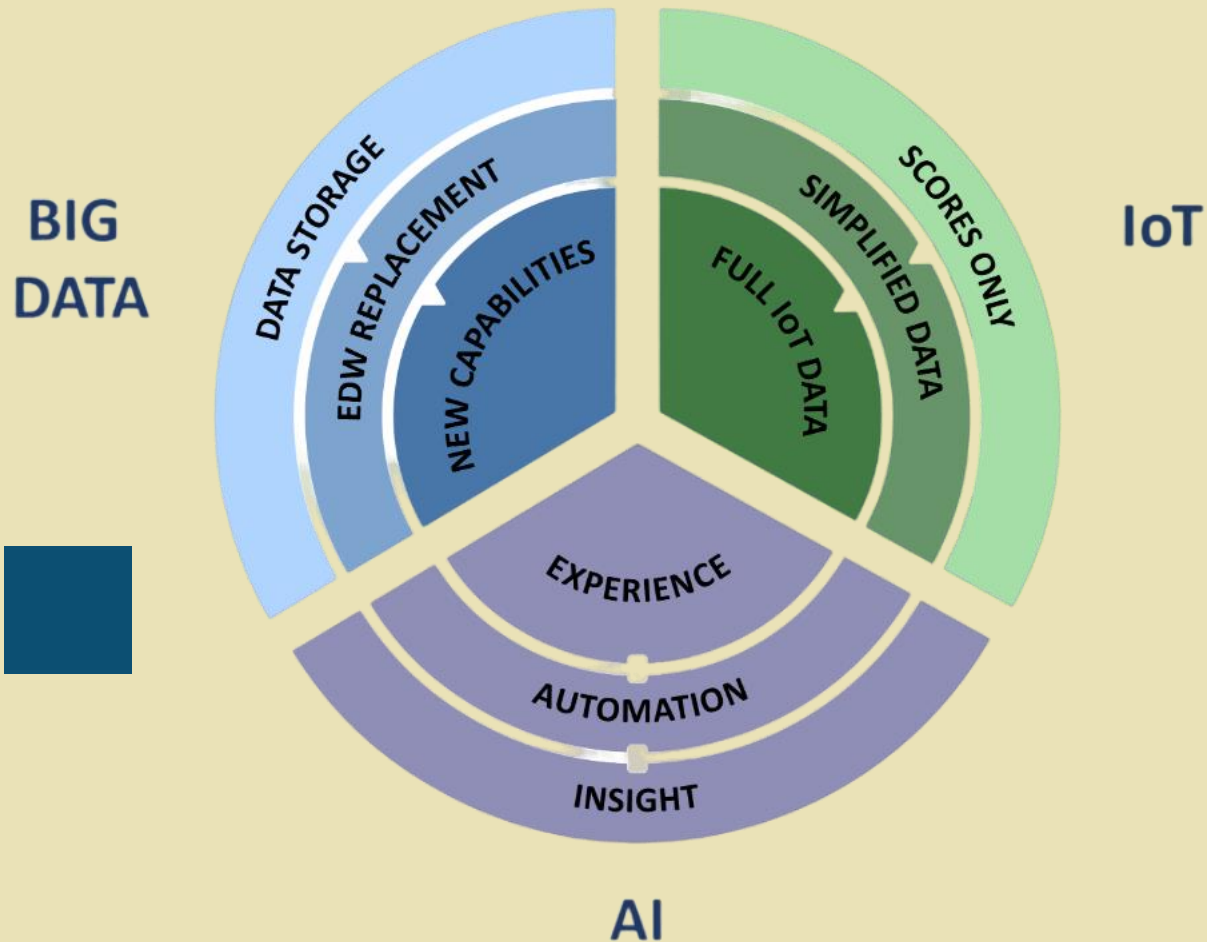 BIG
DATA
DATA STORAGE
EDW REPLACEMENT
NEW CAPABILITIES
IoT
SCORES ONLY
SIMPLIFIED DATA
FULL IoT DATA
EXPERIENCE
AUTOMATION
INSIGHT
AI